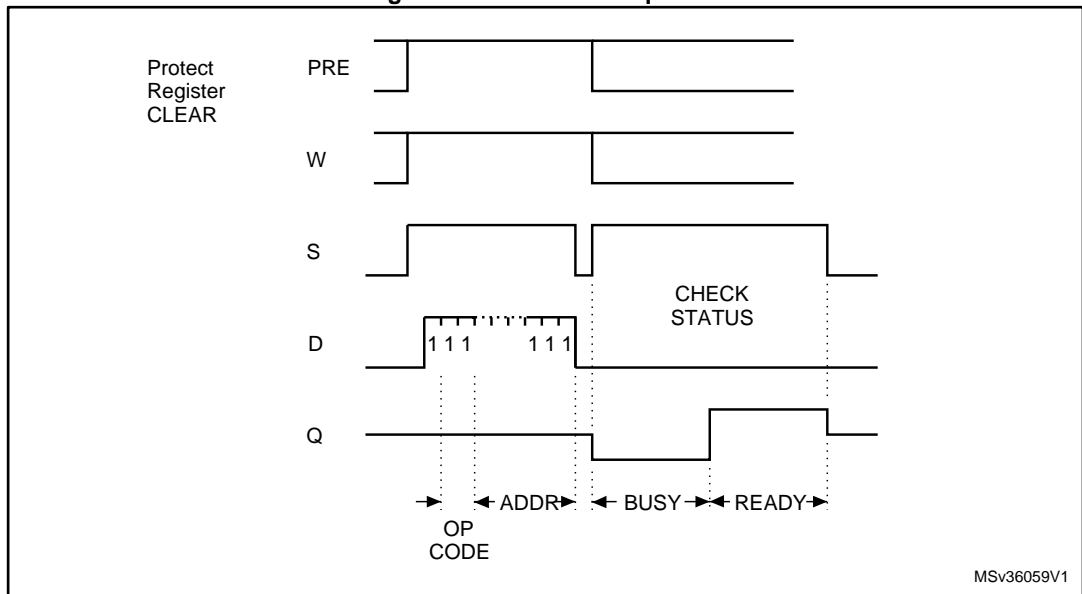 Protect
Register
CLEAR
PRE
W
S
CHECK
STATUS
D
1 1 1 1 1 1
Q
ADDR BUSY READY
OP
CODE
MSv36059V1